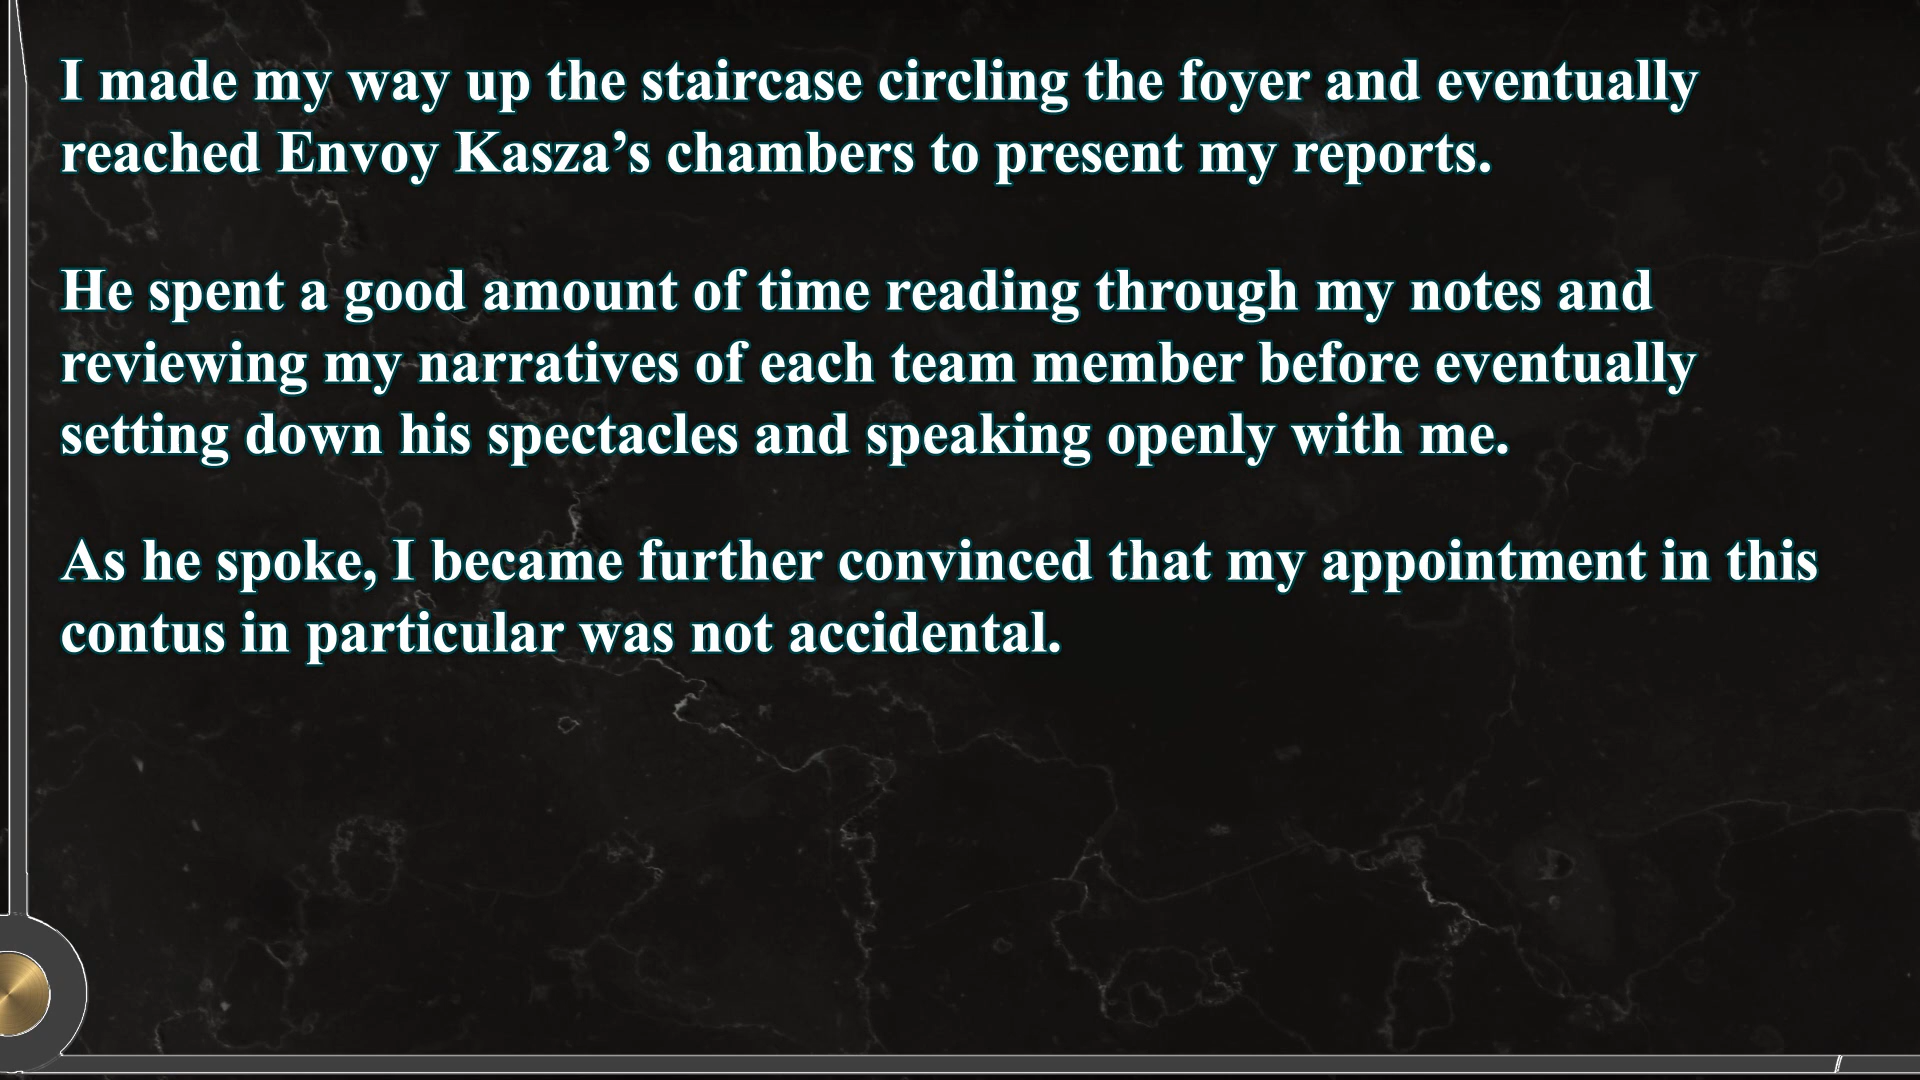 I made my way up the staircase circling the foyer and eventually
reached Envoy Kasza’s chambers to present my reports.
He spent a good amount of time reading through my notes and
reviewing my narratives of each team member before eventually
setting down his spectacles and speaking openly with me.
As he spoke, I became further convinced that my appointment in this
contus in particular was not accidental.